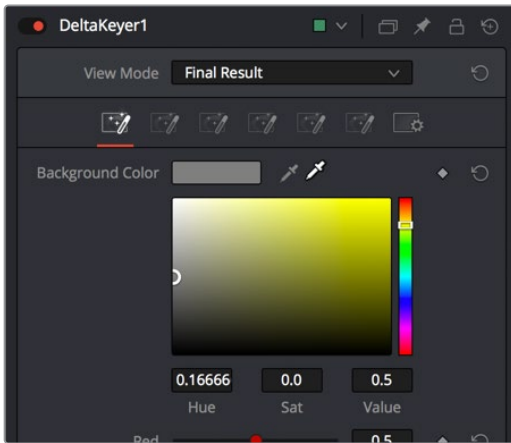 DeltaKeyer1
View Mode Final Result
Background Color
0.16666 0.0 0.5
Hue Sat Value
Red 0.5